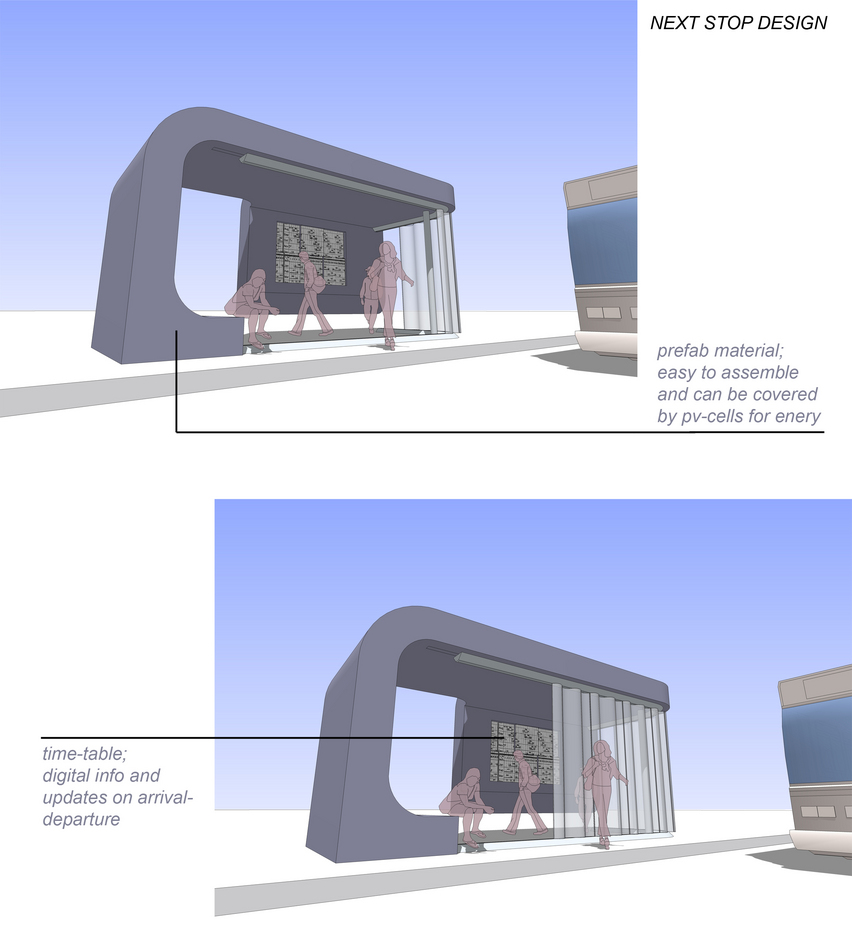 NEXT STOP DESIGN
prefab material;
easy to assemble
and can be covered
by pv-cells for enery
time-table;
digital info and
updates on arrival-
departure